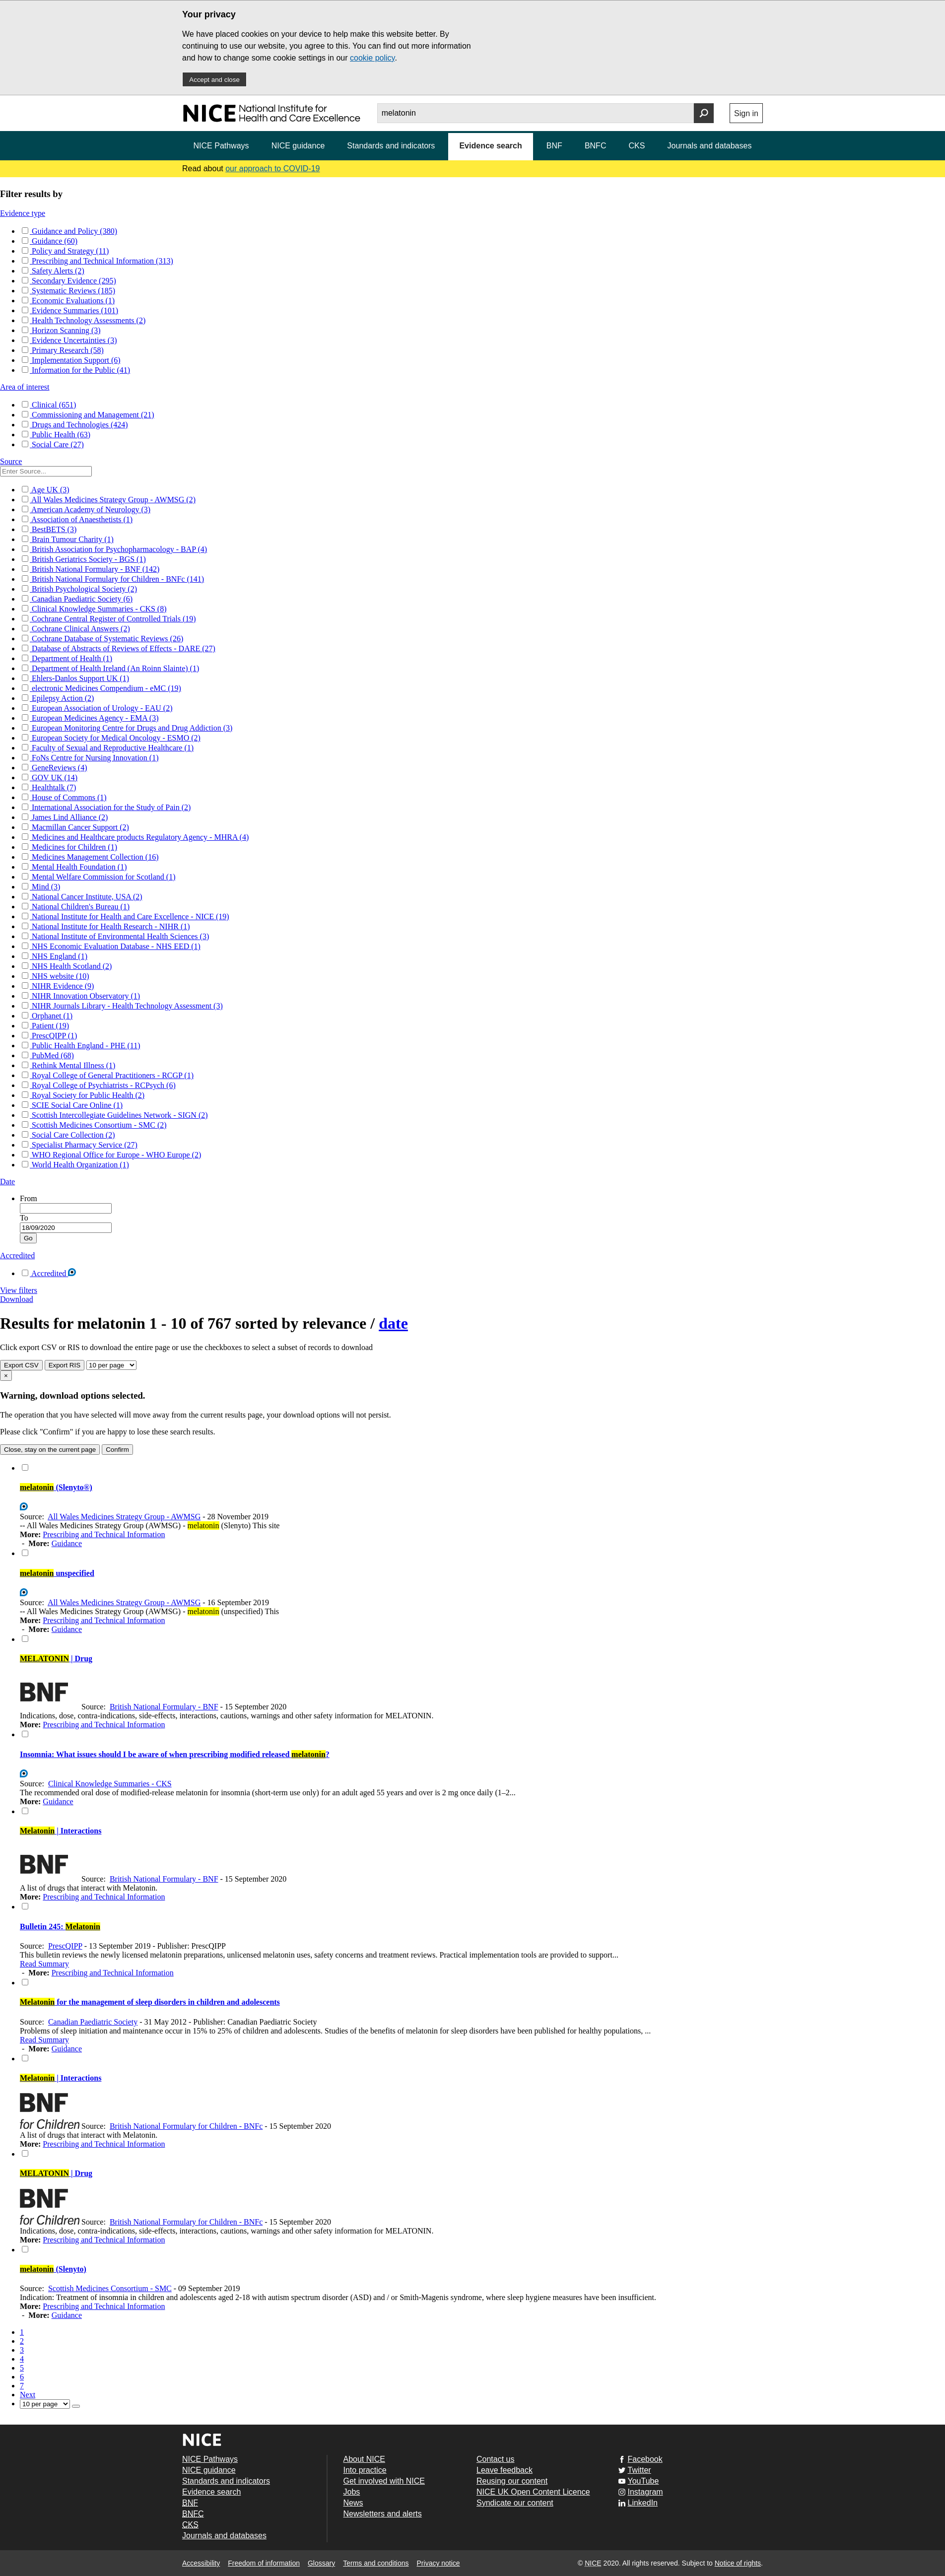 Your privacy
We have placed cookies on your device to help make this website better. By
continuing to use our website, you agree to this. You can find out more information
and how to change some cookie settings in our cookie policy.
Accept and close
NICE National Institute for
Health and Care Excellence
melatonin
Sign in
NICE Pathways NICE guidance Standards and indicators Evidence search BNF BNFC CKS Journals and databases
Read about our approach to COVID-19
Filter results by
Evidence type
Guidance and Policy (380)
Guidance (60)
Policy and Strategy (11)
Prescribing and Technical Information (313)
Safety Alerts (2)
Secondary Evidence (295)
Systematic Reviews (185)
Economic Evaluations (1)
Evidence Summaries (101)
Health Technology Assessments (2)
Horizon Scanning (3)
Evidence Uncertainties (3)
Primary Research (58)
Implementation Support (6)
Information for the Public (41)
Area of interest
Clinical (651)
Commissioning and Management (21)
Drugs and Technologies (424)
Public Health (63)
Social Care (27)
Source
Enter Source...
Age UK (3)
All Wales Medicines Strategy Group - AWMSG (2)
American Academy of Neurology (3)
Association of Anaesthetists (1)
BestBETS (3)
Brain Tumour Charity (1)
British Association for Psychopharmacology - BAP (4)
British Geriatrics Society - BGS (1)
British National Formulary - BNF (142)
British National Formulary for Children - BNFc (141)
British Psychological Society (2)
Canadian Paediatric Society (6)
Clinical Knowledge Summaries - CKS (8)
Cochrane Central Register of Controlled Trials (19)
Cochrane Clinical Answers (2)
Cochrane Database of Systematic Reviews (26)
Database of Abstracts of Reviews of Effects - DARE (27)
Department of Health (1)
Department of Health Ireland (An Roinn Slainte) (1)
Ehlers-Danlos Support UK (1)
electronic Medicines Compendium - eMC (19)
Epilepsy Action (2)
European Association of Urology - EAU (2)
European Medicines Agency - EMA (3)
European Monitoring Centre for Drugs and Drug Addiction (3)
European Society for Medical Oncology - ESMO (2)
Faculty of Sexual and Reproductive Healthcare (1)
FoNs Centre for Nursing Innovation (1)
GeneReviews (4)
GOV UK (14)
Healthtalk (7)
House of Commons (1)
International Association for the Study of Pain (2)
James Lind Alliance (2)
Macmillan Cancer Support (2)
Medicines and Healthcare products Regulatory Agency - MHRA (4)
Medicines for Children (1)
Medicines Management Collection (16)
Mental Health Foundation (1)
Mental Welfare Commission for Scotland (1)
Mind (3)
National Cancer Institute, USA (2)
National Children's Bureau (1)
National Institute for Health and Care Excellence - NICE (19)
National Institute for Health Research - NIHR (1)
National Institute of Environmental Health Sciences (3)
NHS Economic Evaluation Database - NHS EED (1)
NHS England (1)
NHS Health Scotland (2)
NHS website (10)
NIHR Evidence (9)
NIHR Innovation Observatory (1)
NIHR Journals Library - Health Technology Assessment (3)
Orphanet (1)
Patient (19)
PrescQIPP (1)
Public Health England - PHE (11)
PubMed (68)
Rethink Mental Illness (1)
Royal College of General Practitioners - RCGP (1)
Royal College of Psychiatrists - RCPsych (6)
Royal Society for Public Health (2)
SCIE Social Care Online (1)
Scottish Intercollegiate Guidelines Network - SIGN (2)
Scottish Medicines Consortium - SMC (2)
Social Care Collection (2)
Specialist Pharmacy Service (27)
WHO Regional Office for Europe - WHO Europe (2)
World Health Organization (1)
Date
From
To
18/09/2020
Go
Accredited
Accredited
View filters
Download
Results for melatonin 1 - 10 of 767 sorted by relevance / date
Click export CSV or RIS to download the entire page or use the checkboxes to select a subset of records to download
Export CSV Export RIS 10 per page
×
Warning, download options selected.
The operation that you have selected will move away from the current results page, your download options will not persist.
Please click "Confirm" if you are happy to lose these search results.
Close, stay on the current page Confirm
melatonin (Slenyto®)
Source: All Wales Medicines Strategy Group - AWMSG - 28 November 2019
-- All Wales Medicines Strategy Group (AWMSG) - melatonin (Slenyto) This site
More: Prescribing and Technical Information
- More: Guidance
melatonin unspecified
Source: All Wales Medicines Strategy Group - AWMSG - 16 September 2019
-- All Wales Medicines Strategy Group (AWMSG) - melatonin (unspecified) This
More: Prescribing and Technical Information
- More: Guidance
MELATONIN | Drug
BNF Source: British National Formulary - BNF - 15 September 2020
Indications, dose, contra-indications, side-effects, interactions, cautions, warnings and other safety information for MELATONIN.
More: Prescribing and Technical Information
Insomnia: What issues should I be aware of when prescribing modified released melatonin?
Source: Clinical Knowledge Summaries - CKS
The recommended oral dose of modified-release melatonin for insomnia (short-term use only) for an adult aged 55 years and over is 2 mg once daily (1–2...
More: Guidance
Melatonin | Interactions
BNF Source: British National Formulary - BNF - 15 September 2020
A list of drugs that interact with Melatonin.
More: Prescribing and Technical Information
Bulletin 245: Melatonin
Source: PrescQIPP - 13 September 2019 - Publisher: PrescQIPP
This bulletin reviews the newly licensed melatonin preparations, unlicensed melatonin uses, safety concerns and treatment reviews. Practical implementation tools are provided to support...
Read Summary
- More: Prescribing and Technical Information
Melatonin for the management of sleep disorders in children and adolescents
Source: Canadian Paediatric Society - 31 May 2012 - Publisher: Canadian Paediatric Society
Problems of sleep initiation and maintenance occur in 15% to 25% of children and adolescents. Studies of the benefits of melatonin for sleep disorders have been published for healthy populations, ...
Read Summary
- More: Guidance
Melatonin | Interactions
BNF
for Children Source: British National Formulary for Children - BNFc - 15 September 2020
A list of drugs that interact with Melatonin.
More: Prescribing and Technical Information
MELATONIN | Drug
BNF
for Children Source: British National Formulary for Children - BNFc - 15 September 2020
Indications, dose, contra-indications, side-effects, interactions, cautions, warnings and other safety information for MELATONIN.
More: Prescribing and Technical Information
melatonin (Slenyto)
Source: Scottish Medicines Consortium - SMC - 09 September 2019
Indication: Treatment of insomnia in children and adolescents aged 2-18 with autism spectrum disorder (ASD) and / or Smith-Magenis syndrome, where sleep hygiene measures have been insufficient.
More: Prescribing and Technical Information
- More: Guidance
1
2
3
4
5
6
7
Next
10 per page
NICE
NICE Pathways About NICE Contact us Facebook
NICE guidance Into practice Leave feedback Twitter
Standards and indicators Get involved with NICE Reusing our content YouTube
Evidence search Jobs NICE UK Open Content Licence Instagram
BNF News Syndicate our content LinkedIn
BNFC Newsletters and alerts
CKS
Journals and databases
Accessibility Freedom of information Glossary Terms and conditions Privacy notice © NICE 2020. All rights reserved. Subject to Notice of rights.